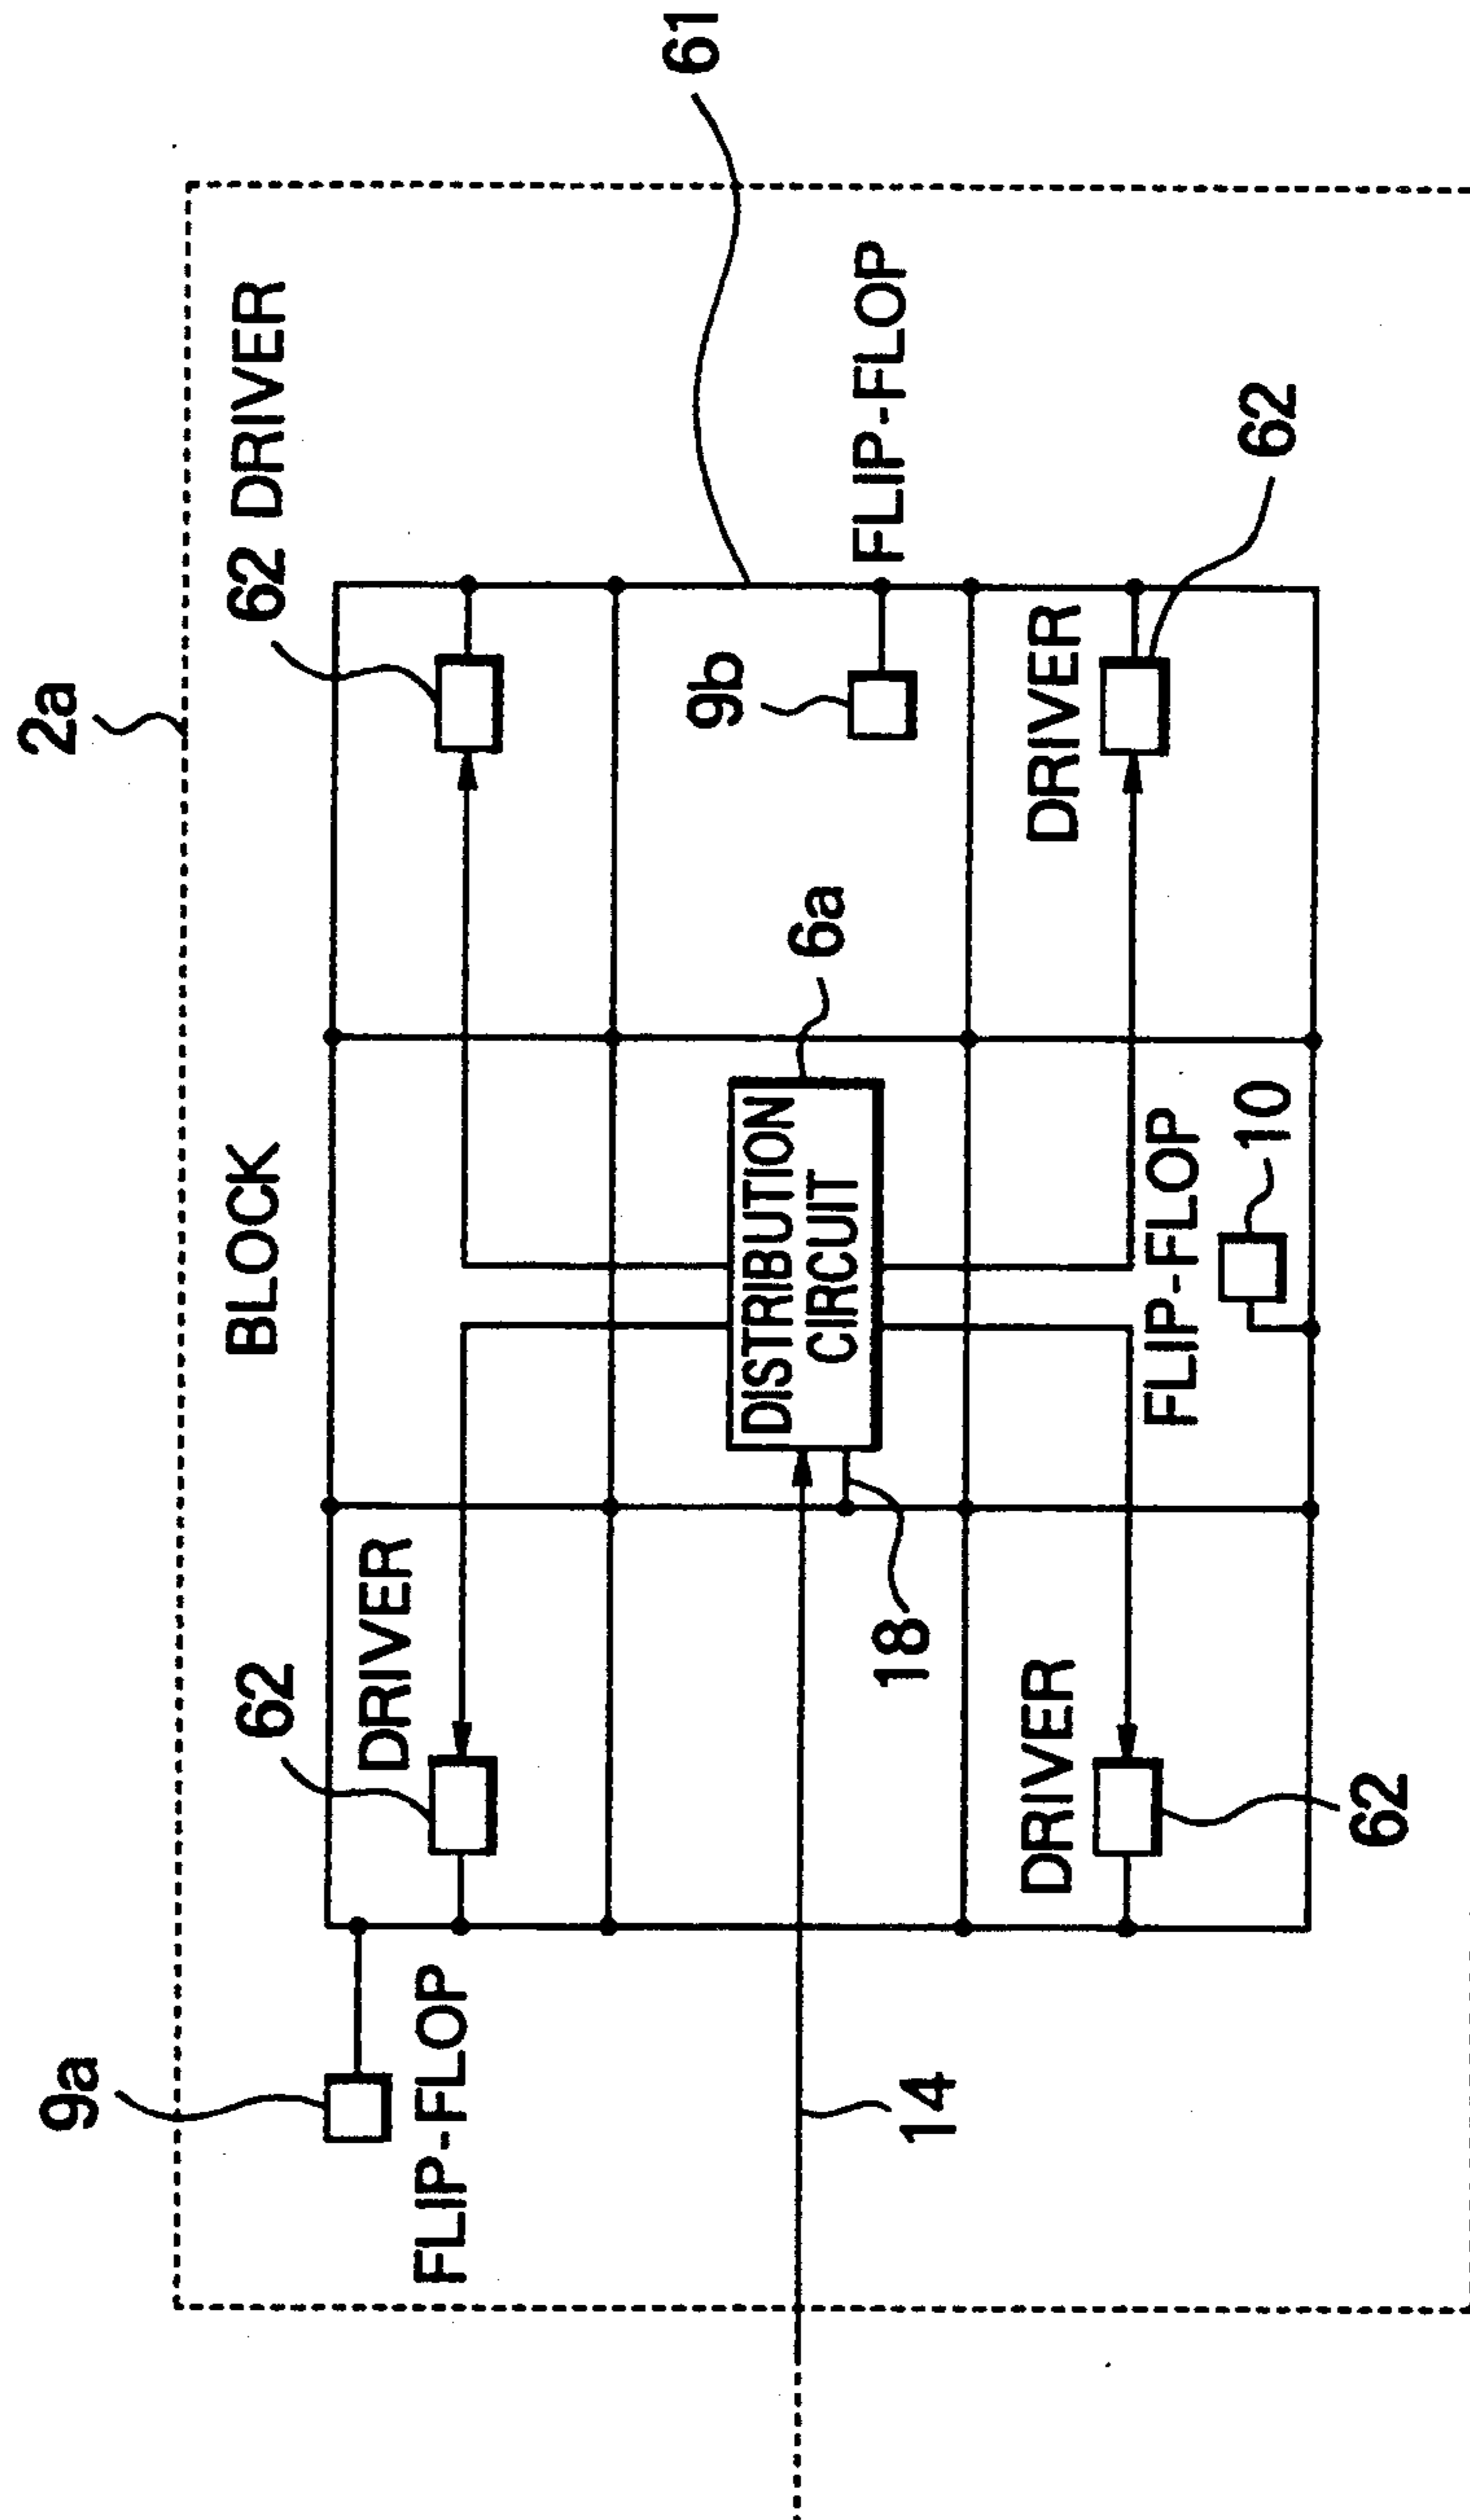 2a
BLOCK
9a
62
DRIVER
62 DRIVER
FLIP-FLOP
61
9b
6a
DISTRIBUTION
CIRCUIT
FLIP-FLOP
14
18
DRIVER
DRIVER
62
FLIP-FLOP
10
62